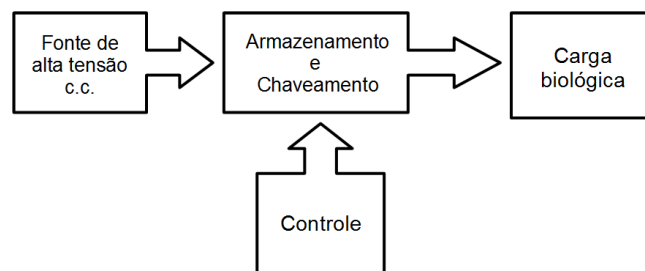 Fonte de
alta tensão
c.c.
Armazenamento
e
Chaveamento
Carga
biológica
Controle